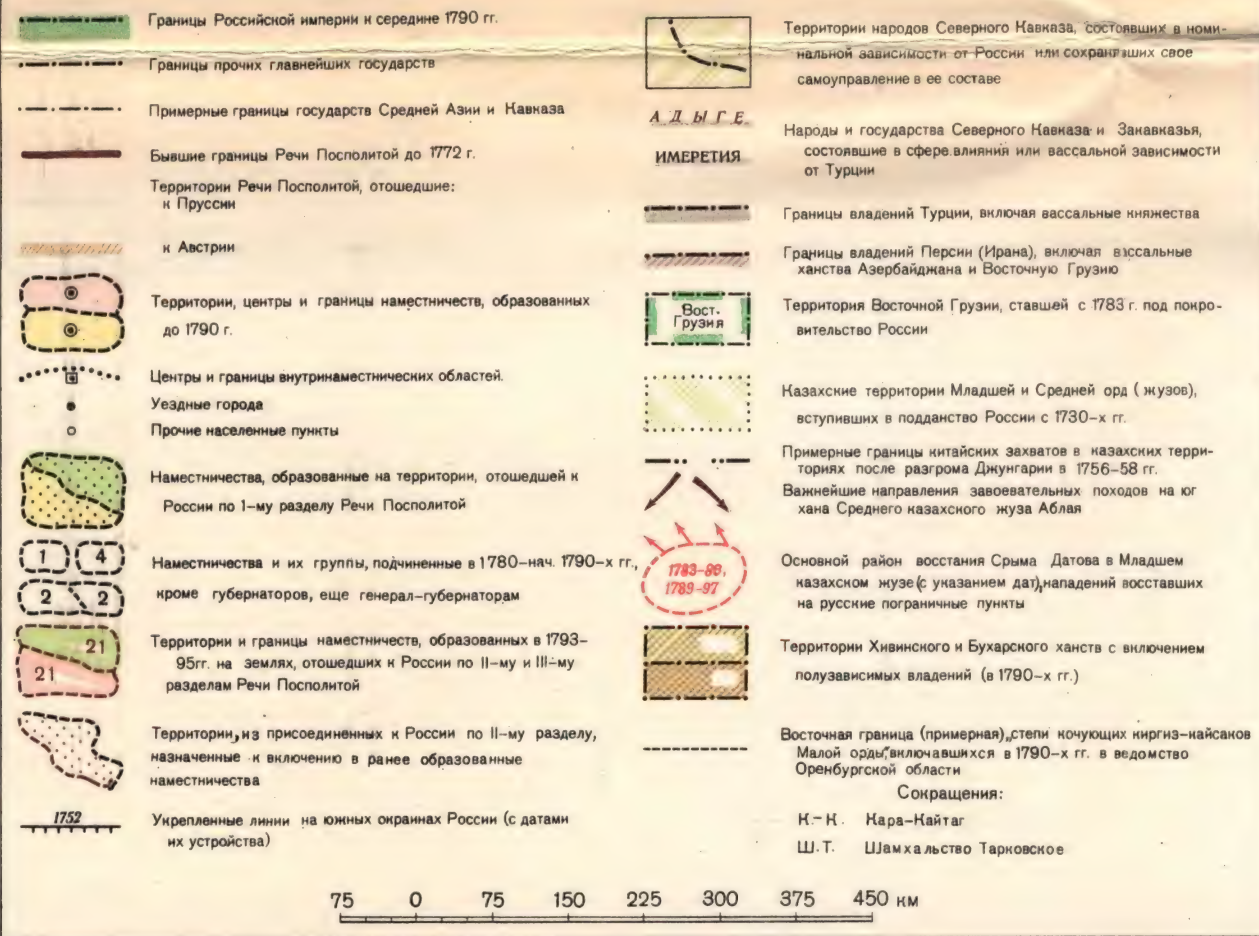 Границы Российской империи к середине 1790 гг.
Границы прочих главнейших государств
Примерные границы государств Средней Азии и Кавказа
Бывшие границы Речи Посполитой до 1772 г.
Территории Речи Посполитой, отошедшие:
к Пруссии
к Австрии
Территории, центры и границы наместничеств, образованных
до 1790 г.
Центры и границы внутринаместнических областей.
Уездные города
Прочие населенные пункты
Наместничества, образованные на территории, отошедшей к
России по 1-му разделу Речи Посполитой
1 4
2 2
Наместничества и их группы, подчиненные в 1780-нач. 1790-х гг.,
кроме губернаторов, еще генерал-губернаторам
21
21
Территории и границы наместничеств, образованных в 1793-
95гг. на землях, отошедших к России по II-му и III-му
разделам Речи Посполитой
Территории, из присоединенных к России по II-му разделу,
назначенные к включению в ранее образованные
наместничества
1752
Укрепленные линии на южных окраинах России (с датами
их устройства)
Территории народов Северного Кавказа, состоявших в номи-
нальной зависимости от России или сохранявших свое
самоуправление в ее составе
АДЫГЕ
ИМЕРЕТИЯ
Народы и государства Северного Кавказа и Закавказья,
состоявшие в сфере влияния или вассальной зависимости
от Турции
Границы владений Турции, включая вассальные княжества
Границы владений Персии (Ирана), включая вассальные
ханства Азербайджана и Восточную Грузию
Вост.
Грузия
Территория Восточной Грузии, ставшей с 1783 г. под покро-
вительство России
Казахские территории Младшей и Средней орд ( жузов),
вступивших в подданство России с 1730-х гг.
Примерные границы китайских захватов в казахских терри-
ториях после разгрома Джунгарии в 1756-58 гг.
Важнейшие направления завоевательных походов на юг
хана Среднего казахского жуза Аблая
1783-86,
1789-97
Основной район восстания Срыма Датова в Младшем
казахском жузе (с указанием дат), нападений восставших
на русские пограничные пункты
Территории Хивинского и Бухарского ханств с включением
полузависимых владений (в 1790-х гг.)
Восточная граница (примерная) „степи кочующих киргиз-кайсаков
Малой орды", включавшихся в 1790-х гг. в ведомство
Оренбургской области
Сокращения:
К.-К. Кара-Кайтаг
Ш.Т. Шамхальство Тарковское
75 0 75 150 225 300 375 450 км